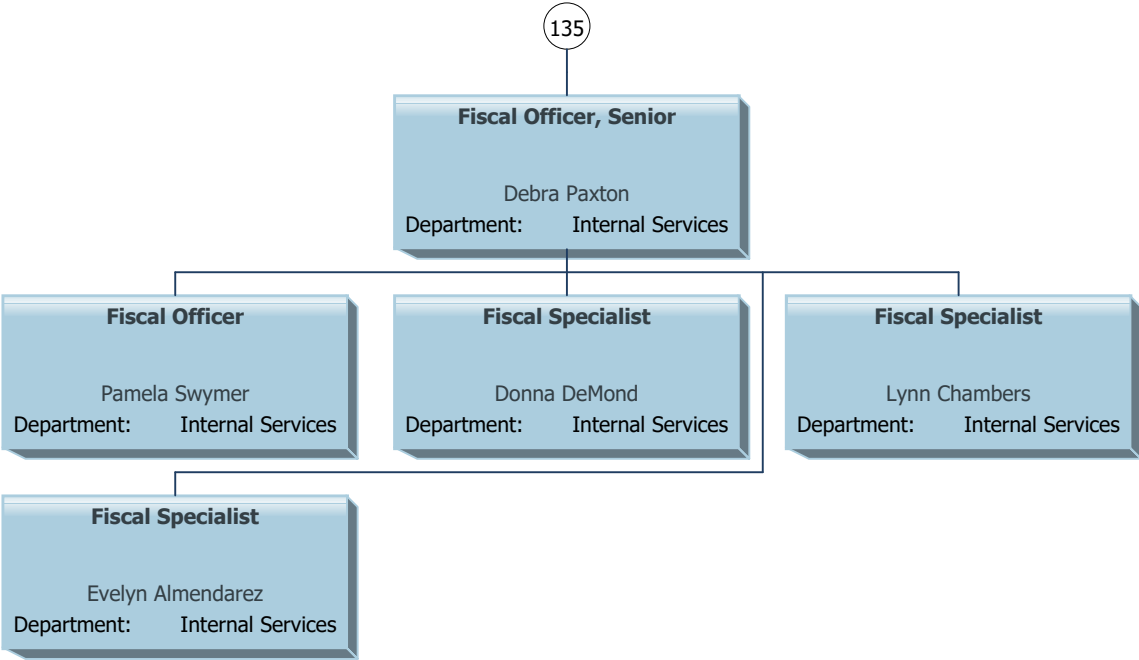 135
Fiscal Officer, Senior
Debra Paxton
Department: Internal Services
Fiscal Officer
Pamela Swymer
Department: Internal Services
Fiscal Specialist
Donna DeMond
Department: Internal Services
Fiscal Specialist
Lynn Chambers
Department: Internal Services
Fiscal Specialist
Evelyn Almendarez
Department: Internal Services